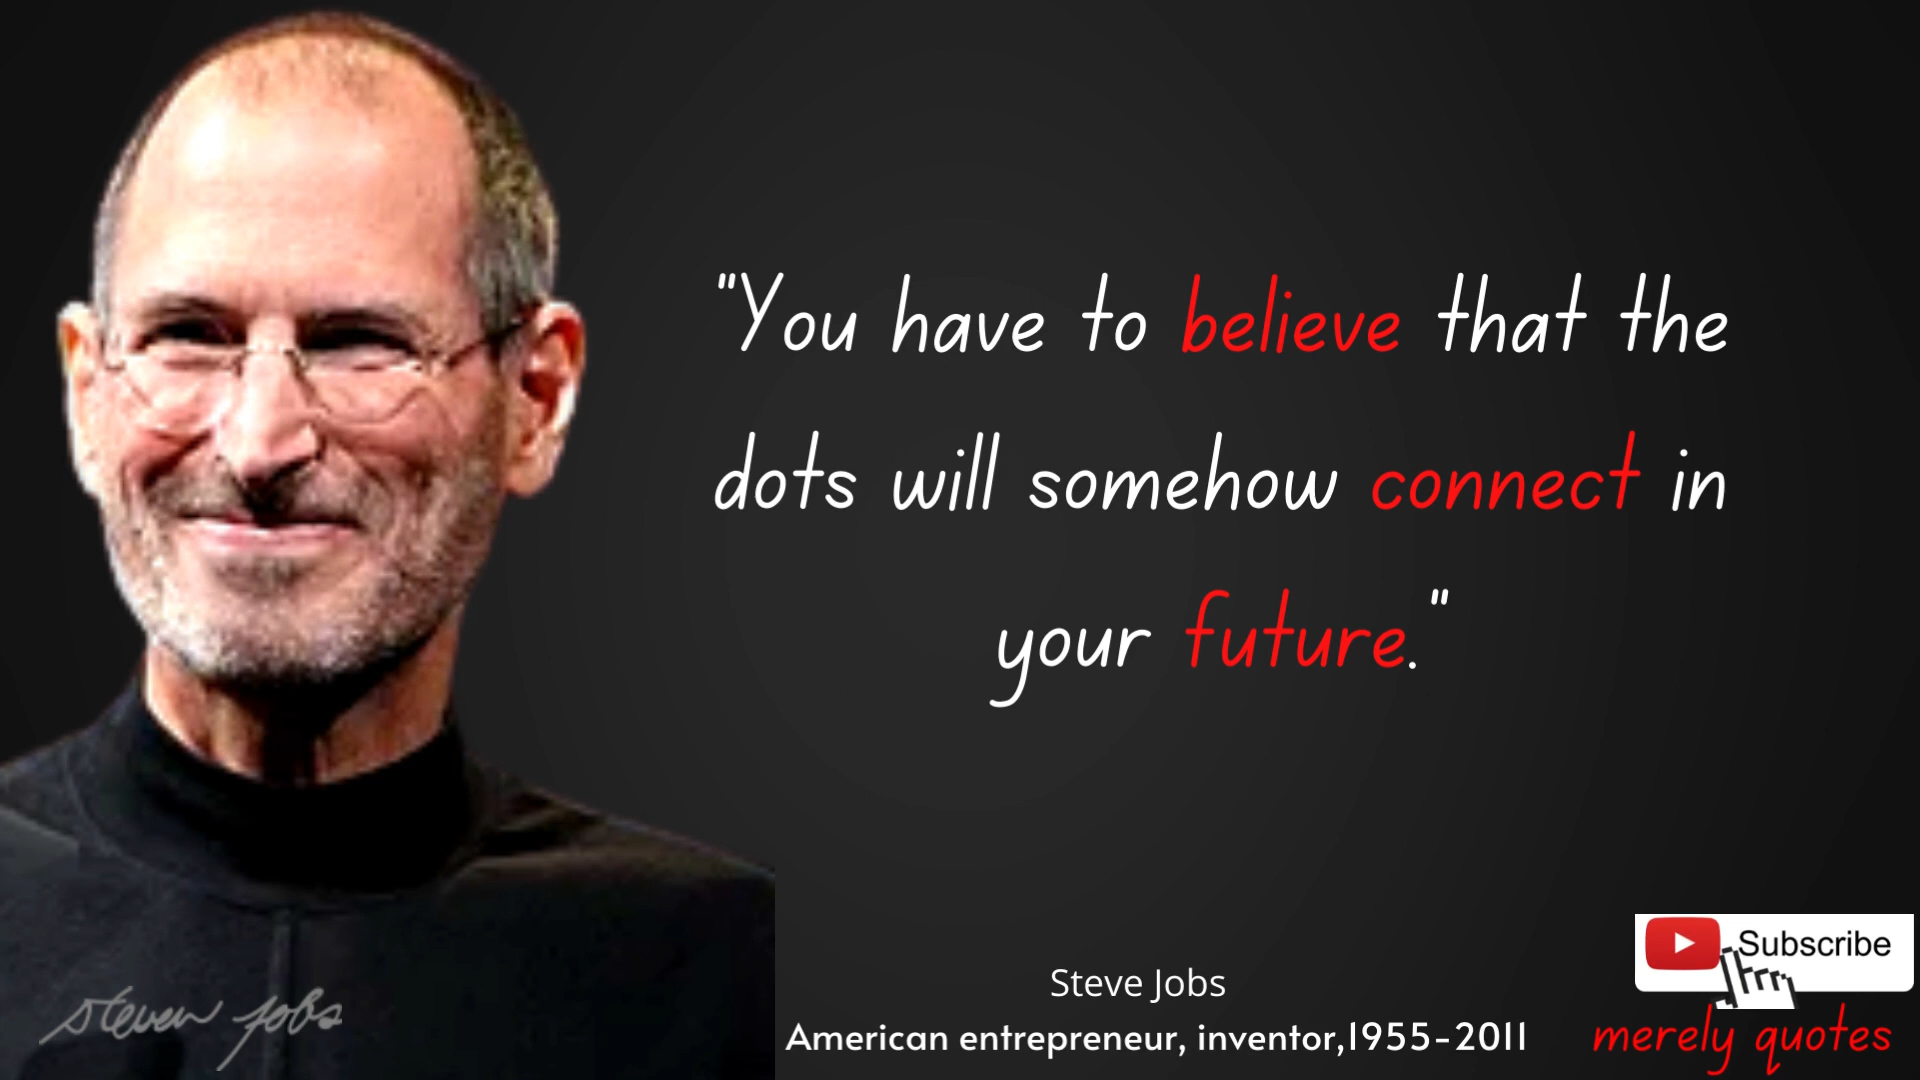 "You have to believe that the
dots will somehow connect in
your future."
Steve Jobs
American entrepreneur, inventor,1955-2011
Subscribe
merely quotes
steven jobs